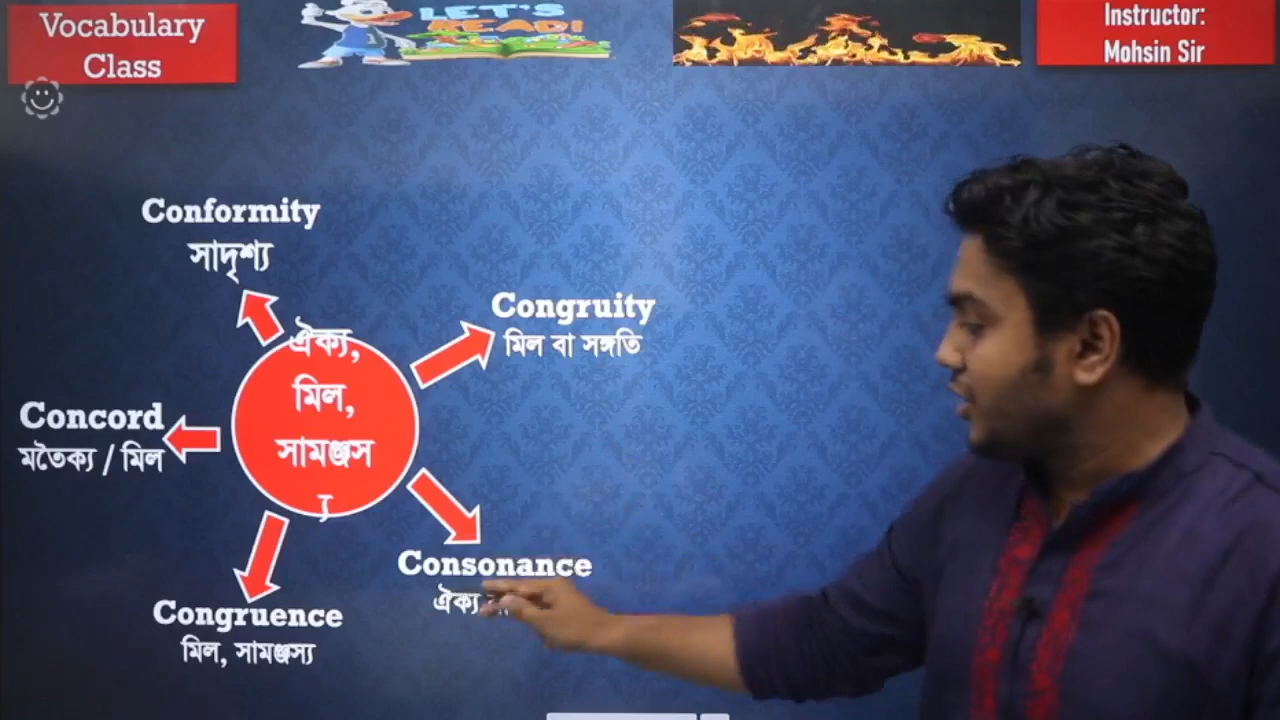 Vocabulary
Class
LET'S
READ!
Instructor:
Mohsin Sir
Conformity
সাদৃশ্য
Congruity
মিল বা সঙ্গতি
ঐক্য,
মিল,
সামঞ্জস
্য
Concord
মতৈক্য / মিল
Consonance
ঐক্য
Congruence
মিল, সামঞ্জস্য